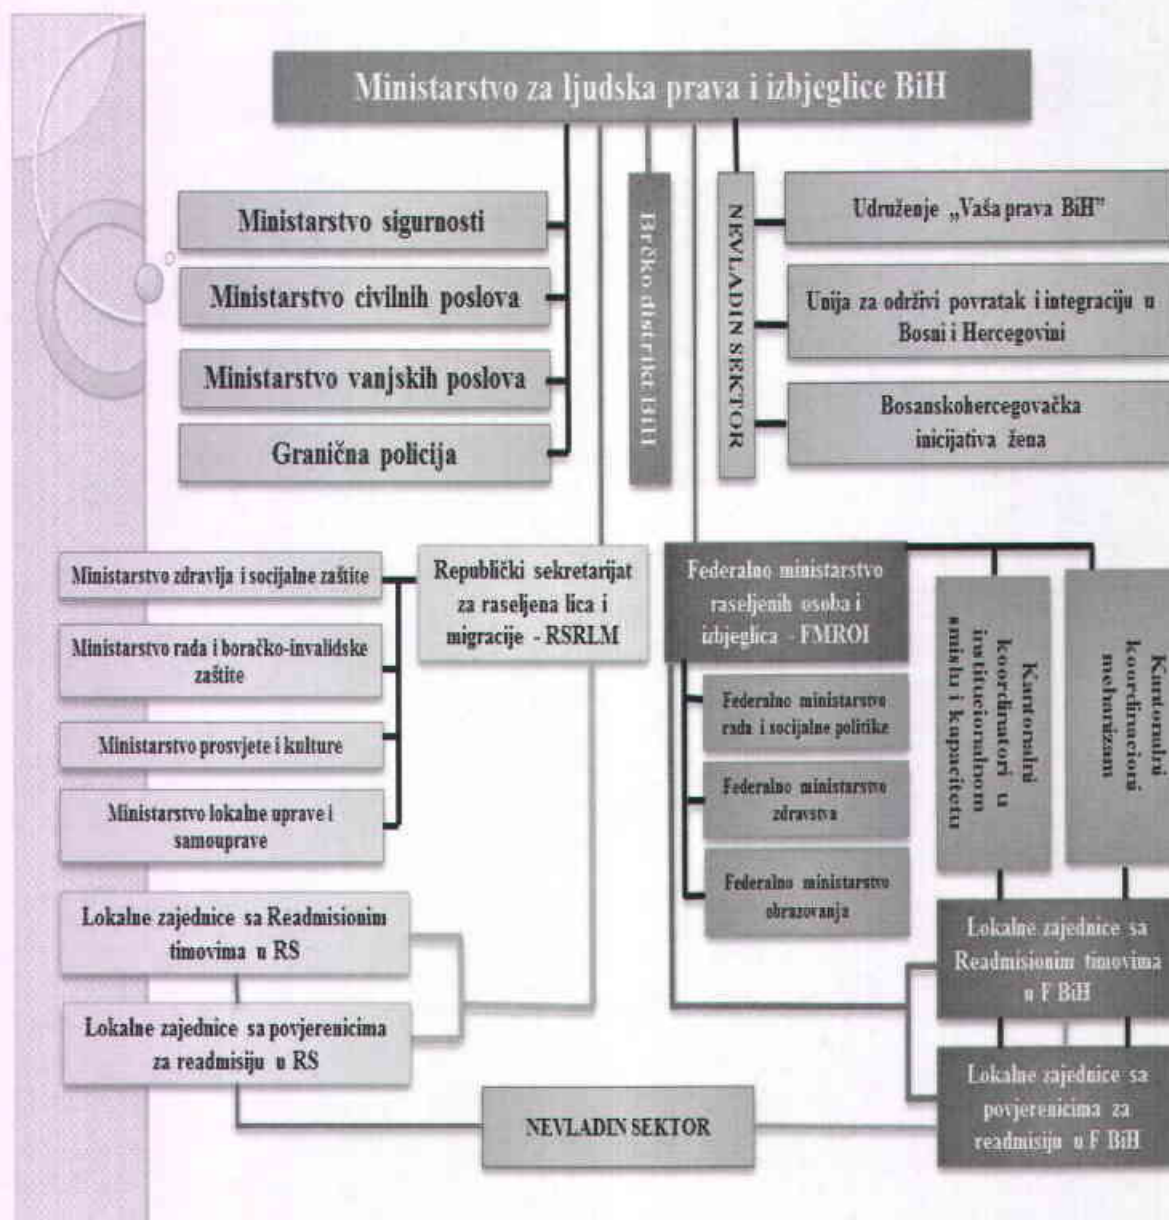 Ministarstvo za ljudska prava i izbjeglice BiH
Ministarstvo sigurnosti
Ministarstvo civilnih poslova
Ministarstvo vanjskih poslova
Granična policija
Brčko distrikt BiH
NEVLADIN SEKTOR
Udruženje „Vaša prava BiH”
Unija za održivi povratak i integraciju u
Bosni i Hercegovini
Bosanskohercegovačka
inicijativa žena
Ministarstvo zdravlja i socijalne zaštite
Ministarstvo rada i boračko-invalidske
zaštite
Ministarstvo prosvjete i kulture
Ministarstvo lokalne uprave i
samouprave
Republički sekretarijat
za raseljena lica i
migracije - RSRLM
Federalno ministarstvo
raseljenih osoba i
izbjeglica - FMROI
Federalno ministarstvo
rada i socijalne politike
Federalno ministarstvo
zdravstva
Federalno ministarstvo
obrazovanja
Kantonalni
koordinatori u
institucionalnom
smislu i kapacitetu
Kantonalni
koordinacioni
mehanizam
Lokalne zajednice sa Readmisionim
timovima u RS
Lokalne zajednice sa povjerenicima
za readmisiju u RS
Lokalne zajednice sa
Readmisionim timovima
u F BiH
Lokalne zajednice sa
povjerenicima za
readmisiju u F BiH
NEVLADIN SEKTOR